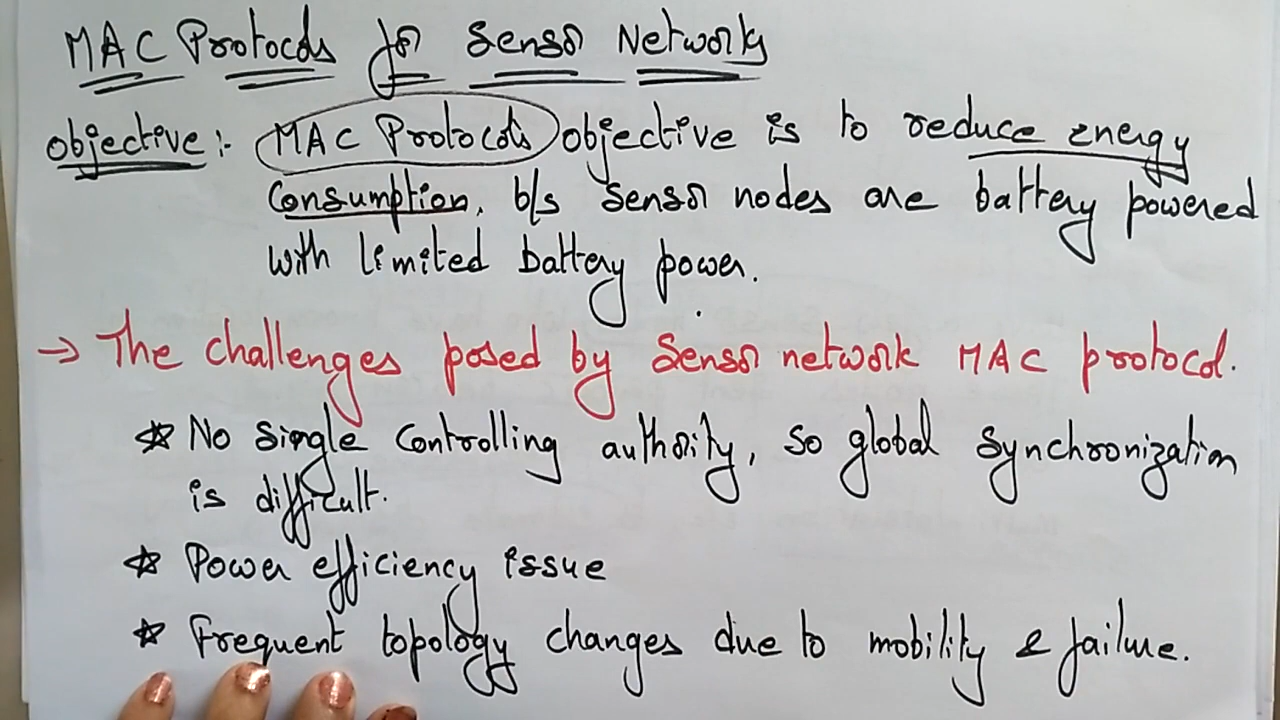 MAC Protocols for Sensor Network
Objective:- MAC Protocols objective is to reduce energy
Consumption, b/s sensor nodes are battery powered
with limited battery power.
→ The challenges posed by sensor network MAC protocol.
☆ No single controlling authority, so global synchronization
is difficult.
☆ Power efficiency issue
☆ Frequent topology changes due to mobility & failure.